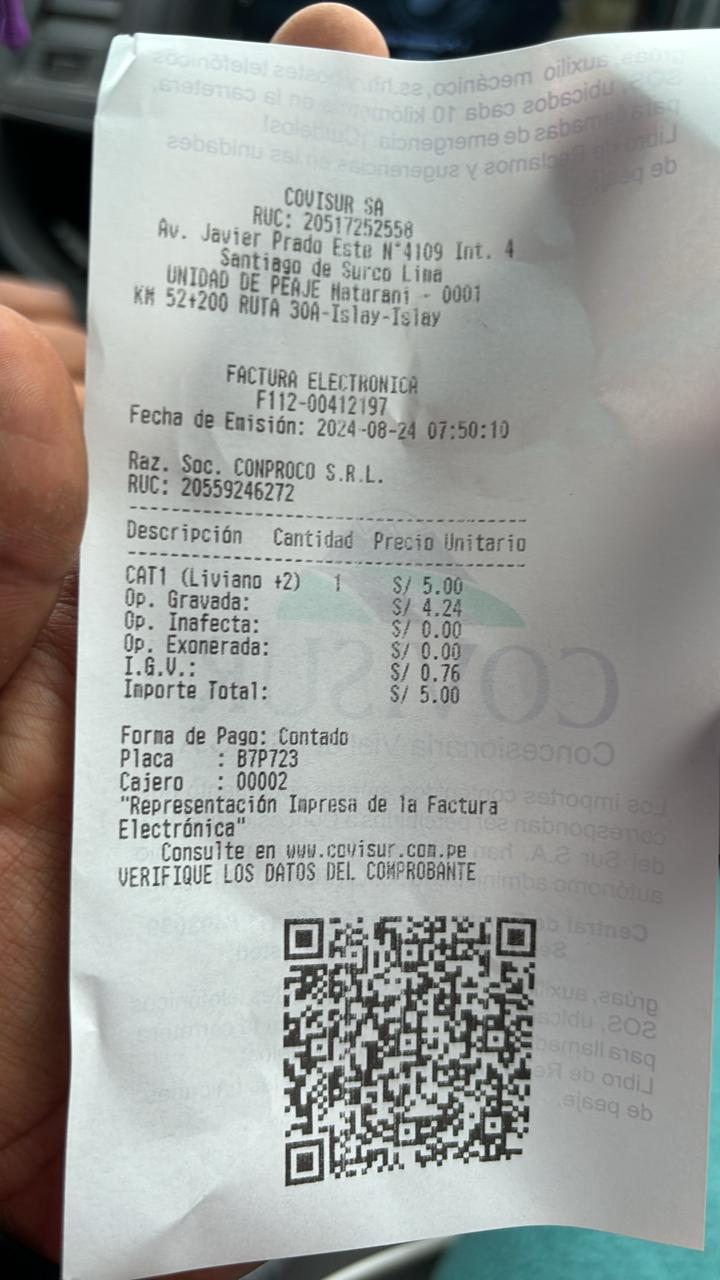 COVISUR SA
RUC: 20517252558
Av. Javier Prado Este N°4109 Int. 4
Santiago de Surco Lima
UNIDAD DE PEAJE Matarani - 0001
KM 52+200 RUTA 30A-Islay-Islay
FACTURA ELECTRONICA
F112-00412197
Fecha de Emisión: 2024-08-24 07:50:10
Raz. Soc. CONPROCO S.R.L.
RUC: 20559246272
Descripción Cantidad Precio Unitario
CAT1 (Liviano +2) 1 S/ 5.00
Op. Gravada: S/ 4.24
Op. Inafecta: S/ 0.00
Op. Exonerada: S/ 0.00
I.G.V.: S/ 0.76
Importe Total: S/ 5.00
Forma de Pago: Contado
Placa : B7P723
Cajero : 00002
"Representación Impresa de la Factura
Electrónica"
Consulte en www.covisur.com.pe
VERIFIQUE LOS DATOS DEL COMPROBANTE